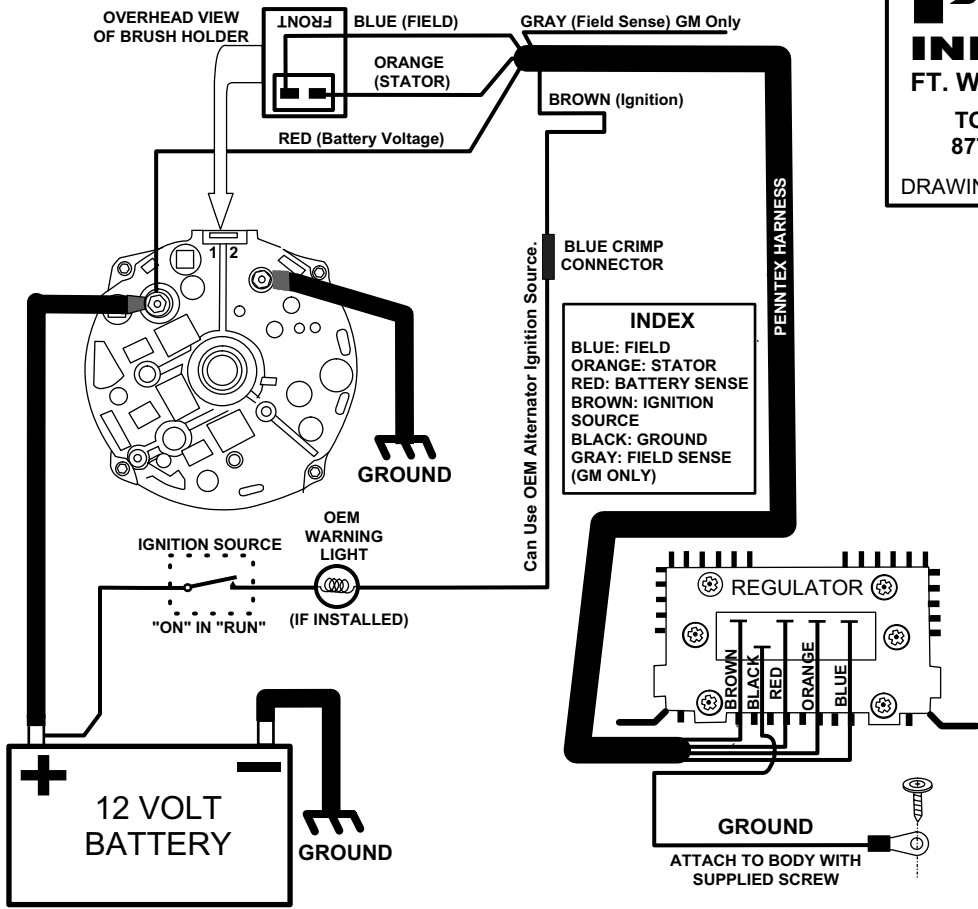 OVERHEAD VIEW
OF BRUSH HOLDER
FRONT
BLUE (FIELD)
GRAY (Field Sense) GM Only
ORANGE
(STATOR)
BROWN (Ignition)
RED (Battery Voltage)
FT. W
TO
87
DRAWIN
1 2
PENNTEX HARNESS
BLUE CRIMP
CONNECTOR
Can Use OEM Alternator Ignition Source.
INDEX
BLUE: FIELD
ORANGE: STATOR
RED: BATTERY SENSE
BROWN: IGNITION
SOURCE
BLACK: GROUND
GRAY: FIELD SENSE
(GM ONLY)
GROUND
IGNITION SOURCE
"ON" IN "RUN"
OEM
WARNING
LIGHT
(IF INSTALLED)
REGULATOR
BROWN
BLACK
RED
ORANGE
BLUE
+
−
12 VOLT
BATTERY
GROUND
GROUND
ATTACH TO BODY WITH
SUPPLIED SCREW